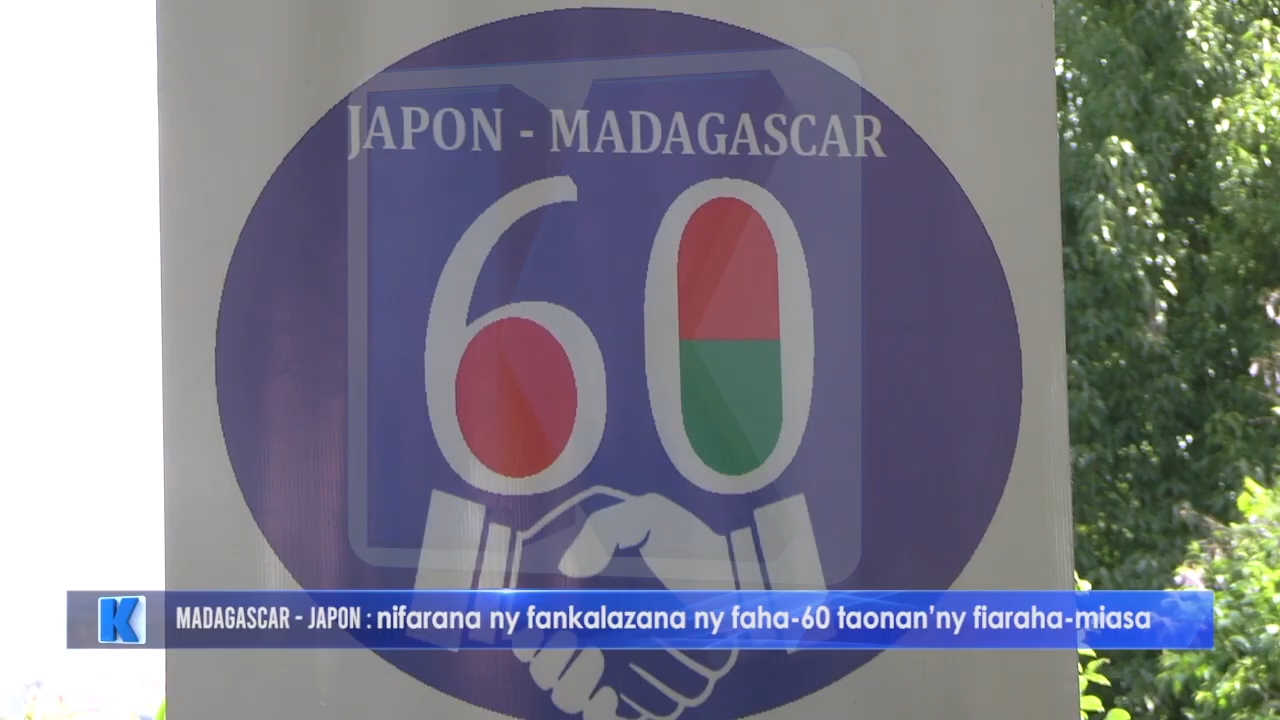 JAPON - MADAGASCAR
60
K MADAGASCAR - JAPON : nifarana ny fankalazana ny faha-60 taonan'ny fiaraha-miasa